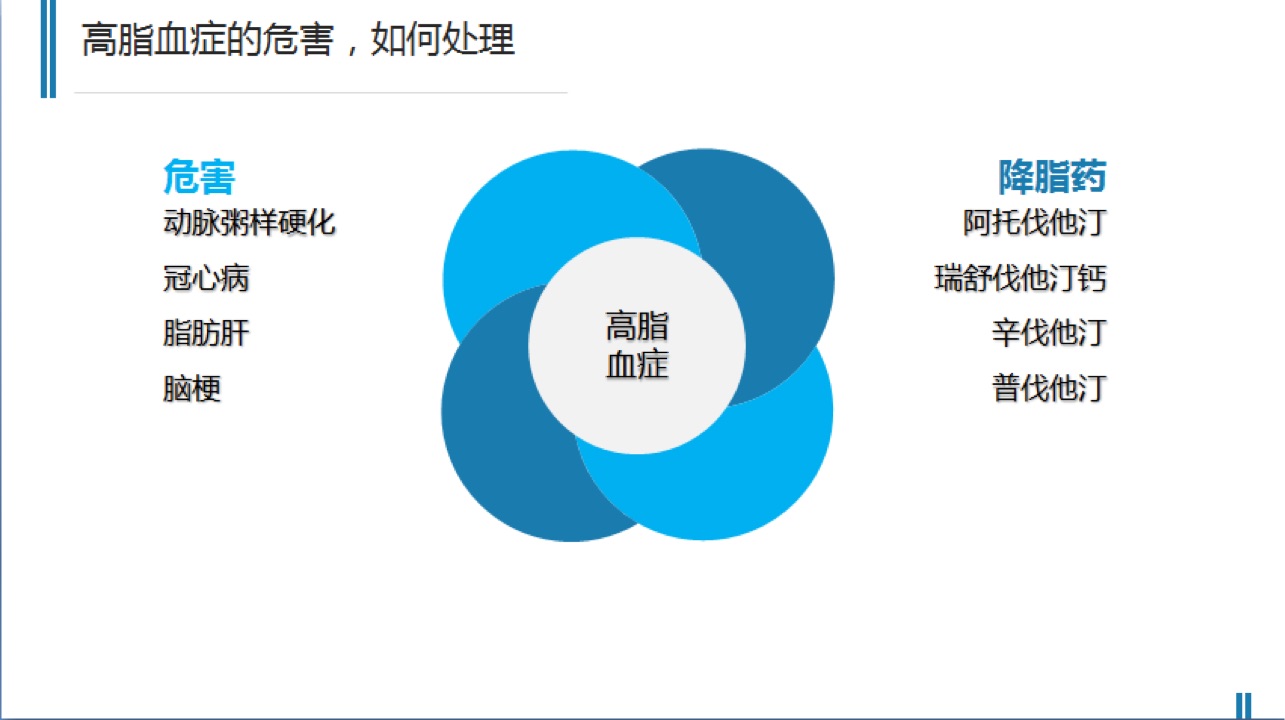 高脂血症的危害，如何处理
危害
动脉粥样硬化
冠心病
脂肪肝
脑梗
高脂
血症
降脂药
阿托伐他汀
瑞舒伐他汀钙
辛伐他汀
普伐他汀